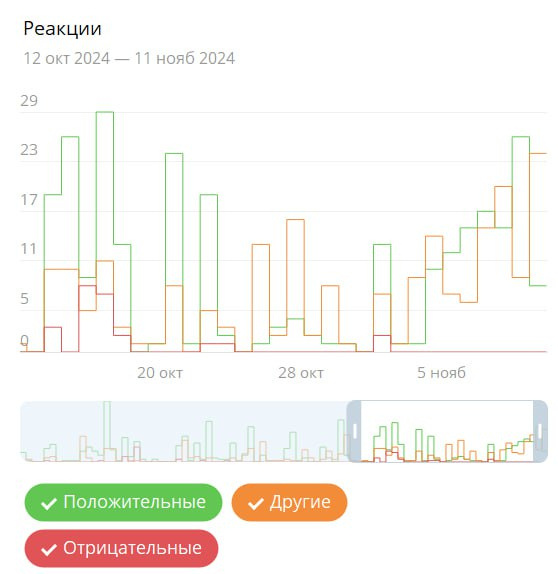 Реакции
12 окт 2024 — 11 нояб 2024
29
23
17
11
5
0
20 окт 28 окт 5 нояб
Положительные Другие
Отрицательные